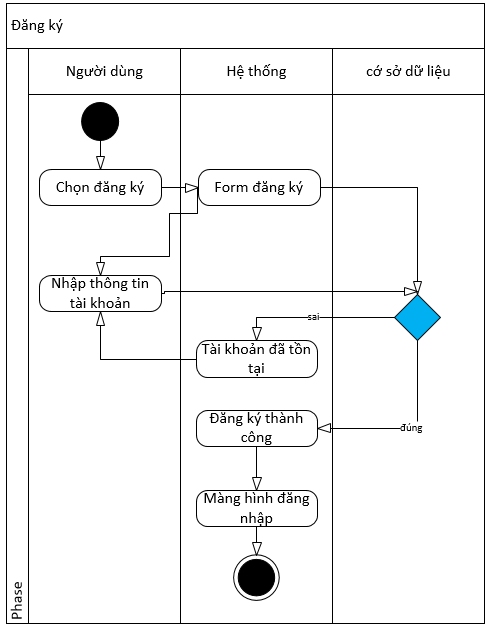 Đăng ký
Người dùng
Hệ thống
cớ sở dữ liệu
Chọn đăng ký
Form đăng ký
Nhập thông tin
tài khoản
sai
Tài khoản đã tồn
tại
Đăng ký thành
công
đúng
Màng hình đăng
nhập
Phase